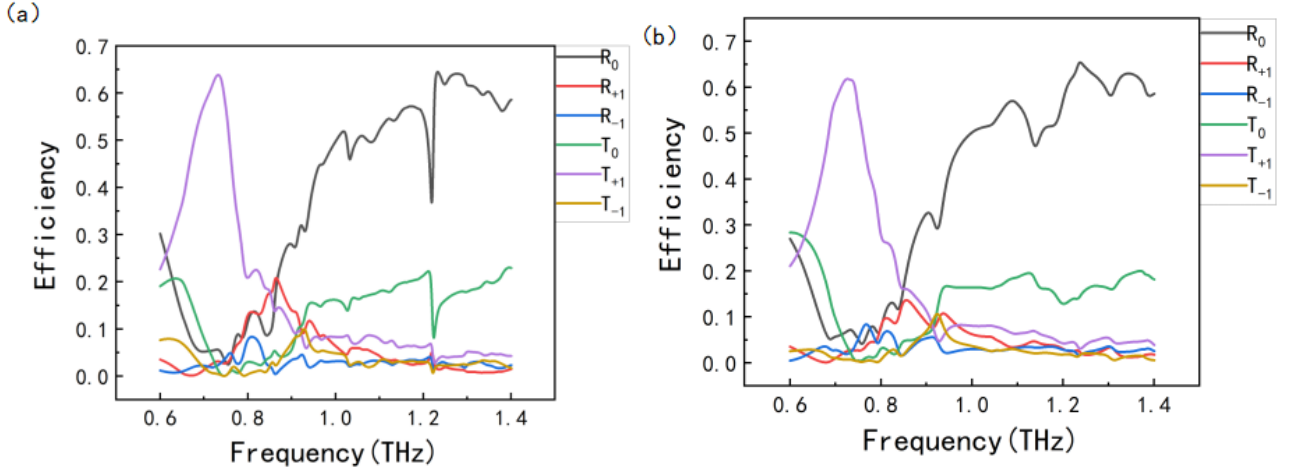 (a)
0.7
0.6
0.5
0.4
0.3
0.2
0.1
0.0
Efficiency
0.6 0.8 1.0 1.2 1.4
Frequency(THz)
R0
R+1
R−1
T0
T+1
T−1
(b)
0.7
0.6
0.5
0.4
0.3
0.2
0.1
0.0
Efficiency
0.6 0.8 1.0 1.2 1.4
Frequency(THz)
R0
R+1
R−1
T0
T+1
T−1